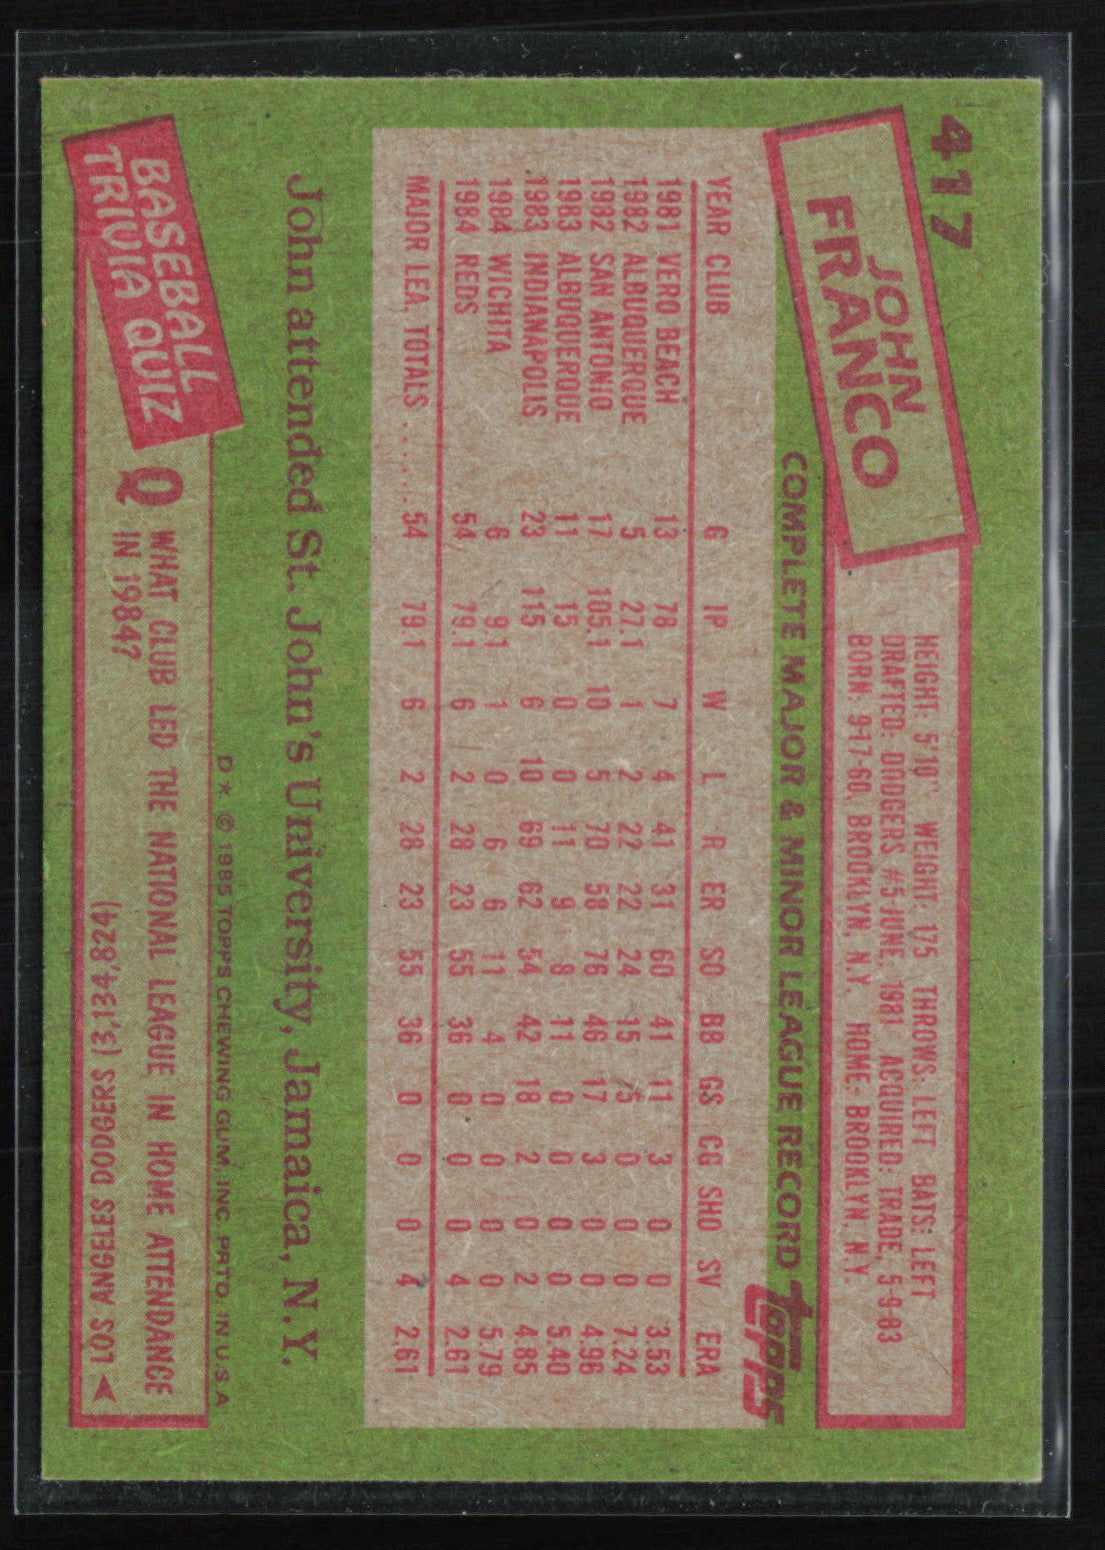 417
JOHN
FRANCO
HEIGHT: 5'10" WEIGHT: 175 THROWS: LEFT BATS: LEFT
DRAFTED: DODGERS #5-JUNE, 1981 ACQUIRED: TRADE, 5-9-83
BORN: 9-17-60, BROOKLYN, N.Y. HOME: BROOKLYN, N.Y.
COMPLETE MAJOR & MINOR LEAGUE RECORD topps
YEAR CLUB G IP W L R ER SO BB GS CG SHO SV ERA
1981 VERO BEACH 13 78 7 4 41 31 60 41 11 3 0 0 3.53
1982 ALBUQUERQUE 5 27.1 1 2 22 22 24 15 5 0 0 0 7.24
1982 SAN ANTONIO 17 105.1 10 5 70 58 76 46 17 3 0 0 4.96
1983 ALBUQUERQUE 11 15 0 0 11 9 8 11 0 0 0 0 5.40
1983 INDIANAPOLIS 23 115 6 10 69 62 54 42 18 2 0 2 4.85
1984 WICHITA 6 9.1 1 0 6 6 11 4 0 0 0 0 5.79
1984 REDS 54 79.1 6 2 28 23 55 36 0 0 0 4 2.61
MAJOR LEA. TOTALS ...... 54 79.1 6 2 28 23 55 36 0 0 0 4 2.61
John attended St. John's University, Jamaica, N.Y.
D * © 1985 TOPPS CHEWING GUM, INC. PRTD. IN U.S.A
BASEBALL
TRIVIA QUIZ
Q WHAT CLUB LED THE NATIONAL LEAGUE IN HOME ATTENDANCE
IN 1984?
LOS ANGELES DODGERS (3,134,824)